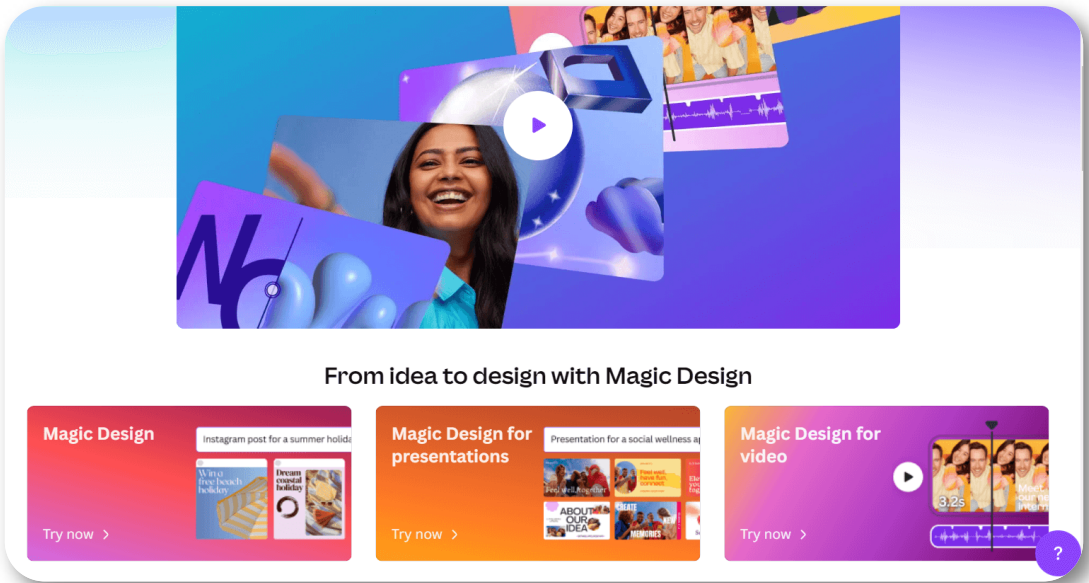 From idea to design with Magic Design
Magic Design
Instagram post for a summer holida
Win a
free beach
holiday
Dream
coastal
holiday
Try now
Magic Design for
presentations
Presentation for a social wellness ap
Feel well, together
Feel well,
have fun,
connect
ABOUT
OUR
IDEA
CREATE
NEW
MEMORIES
Try now
Magic Design for
video
3.2s
Meet
Try now
?